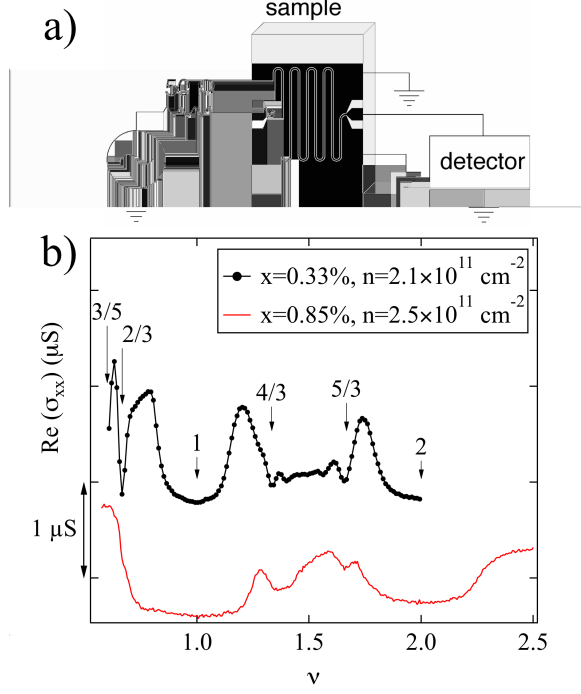 sample
a)
detector
b)
x=0.33%, n=2.1×10¹¹ cm⁻²
x=0.85%, n=2.5×10¹¹ cm⁻²
3/5
2/3
4/3
5/3
1
2
Re (σxx) (μS)
1 μS
1.0
1.5
2.0
2.5
ν